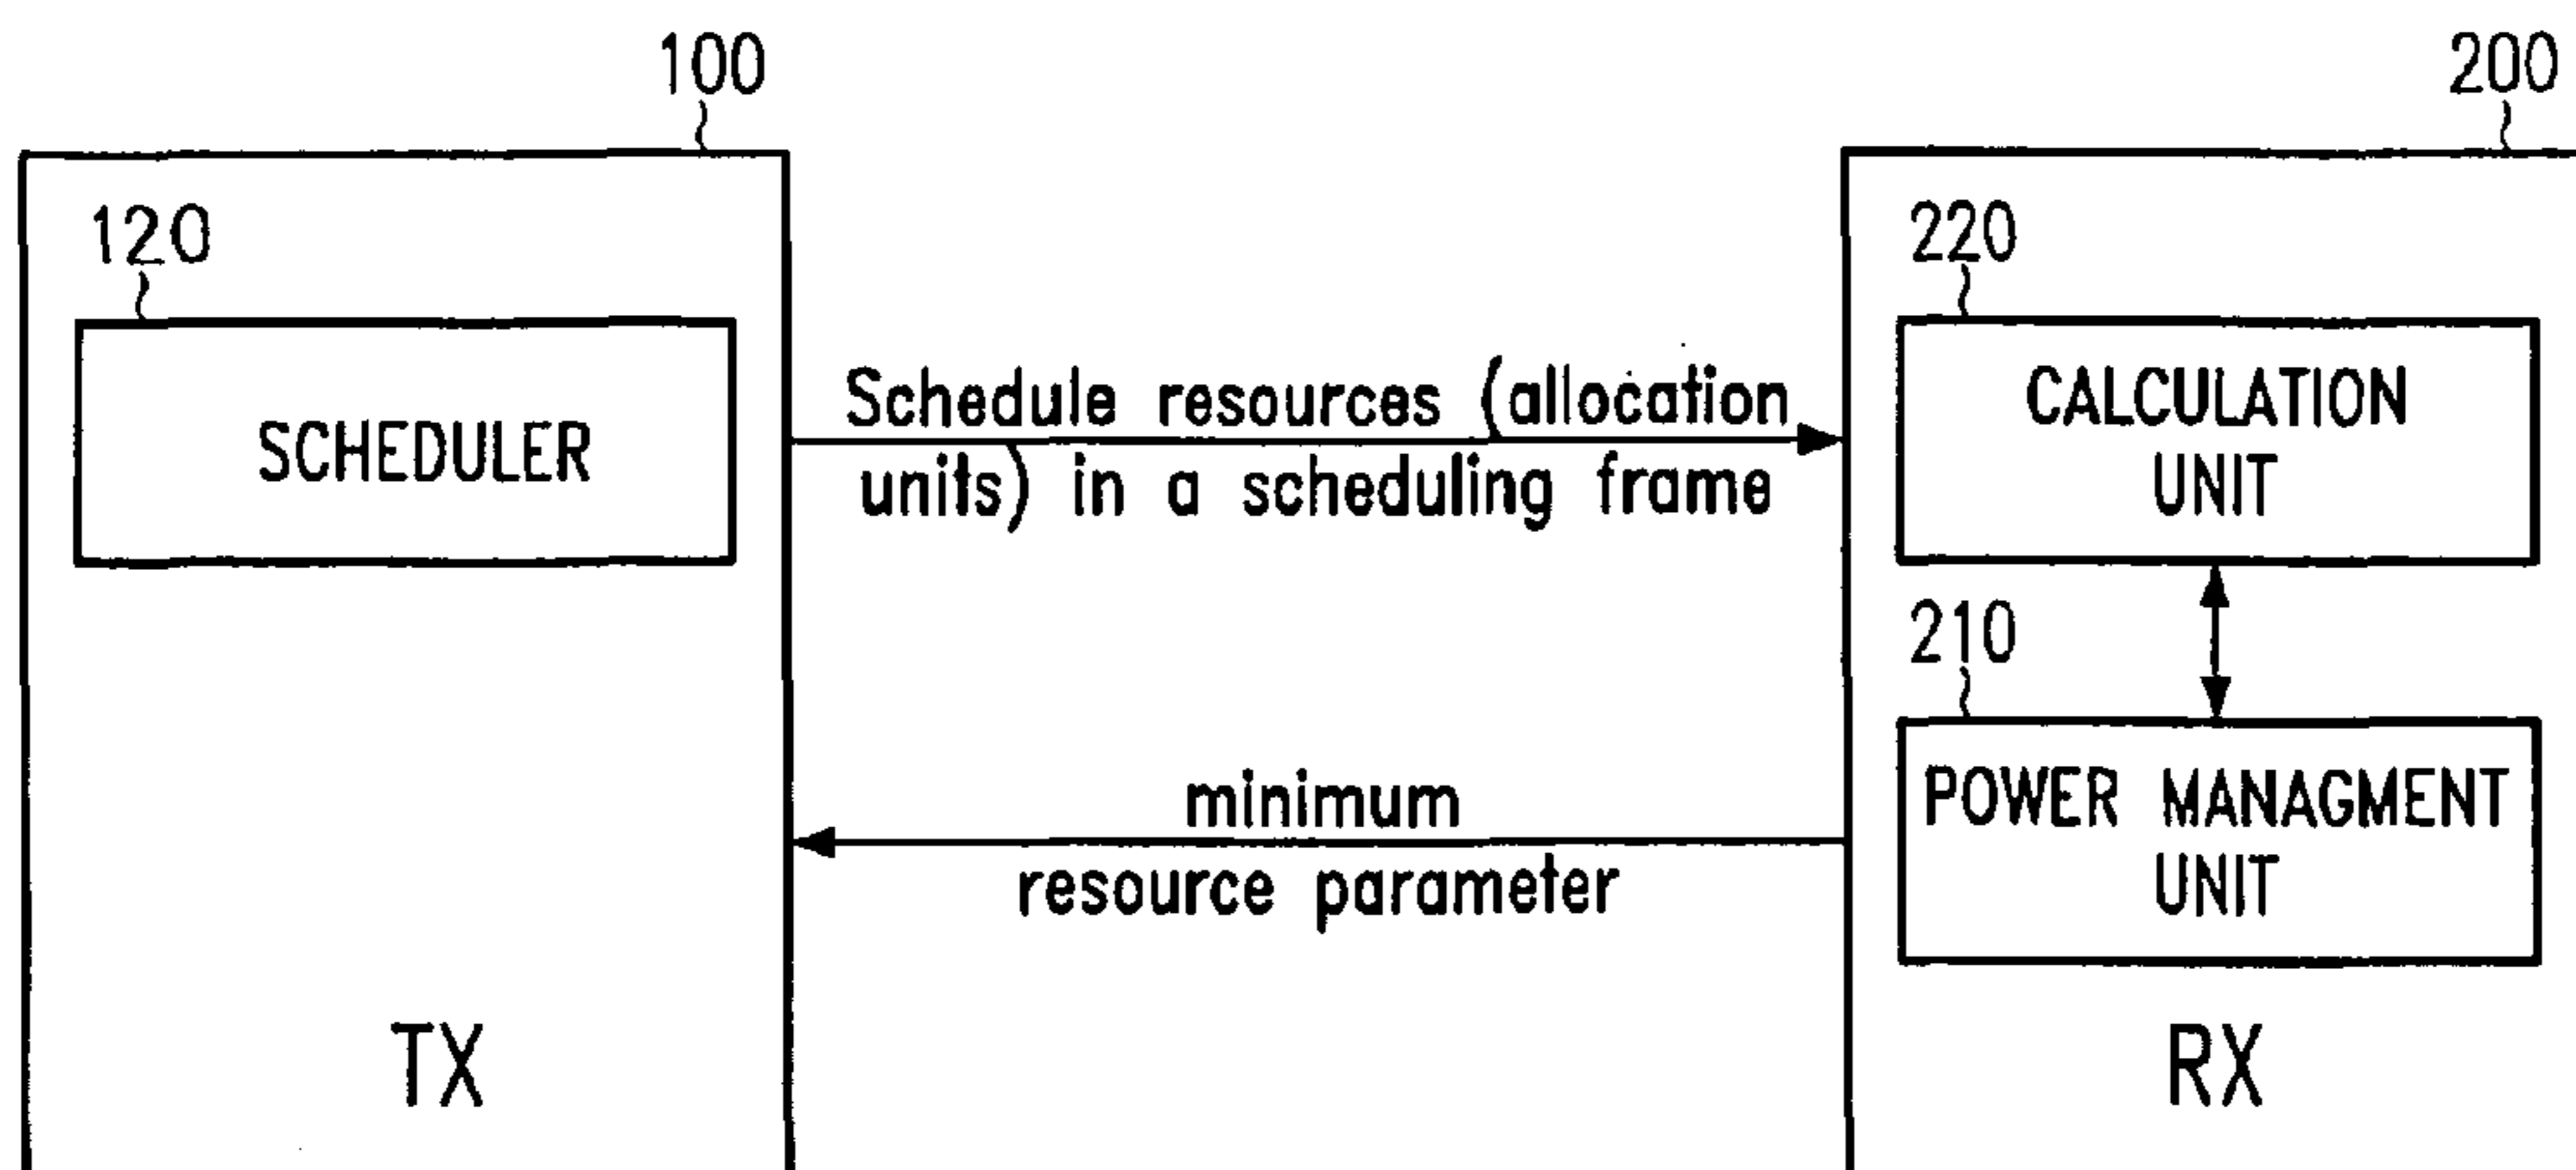 100
200
120
220
SCHEDULER
Schedule resources (allocation
units) in a scheduling frame
CALCULATION
UNIT
210
minimum
resource parameter
POWER MANAGMENT
UNIT
TX
RX